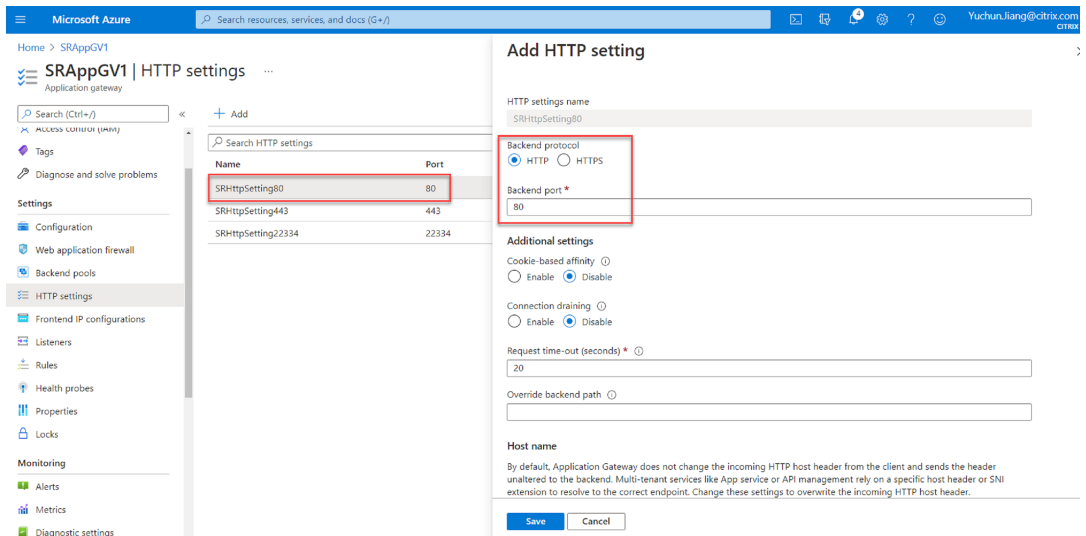 Microsoft Azure
Search resources, services, and docs (G+/)
4
Yuchun.Jiang@citrix.com
CITRIX
Home > SRAppGV1
SRAppGV1 | HTTP settings ...
Application gateway
Search (Ctrl+/)
«
Access control (IAM)
Tags
Diagnose and solve problems
Settings
Configuration
Web application firewall
Backend pools
HTTP settings
Frontend IP configurations
Listeners
Rules
Health probes
Properties
Locks
Monitoring
Alerts
Metrics
Diagnostic settings
+ Add
Search HTTP settings
Name Port
SRHttpSetting80 80
SRHttpSetting443 443
SRHttpSetting22334 22334
Add HTTP setting
HTTP settings name
SRHttpSetting80
Backend protocol
HTTP HTTPS
Backend port *
80
Additional settings
Cookie-based affinity
Enable Disable
Connection draining
Enable Disable
Request time-out (seconds) *
20
Override backend path
Host name
By default, Application Gateway does not change the incoming HTTP host header from the client and sends the header
unaltered to the backend. Multi-tenant services like App service or API management rely on a specific host header or SNI
extension to resolve to the correct endpoint. Change these settings to overwrite the incoming HTTP host header.
Save Cancel